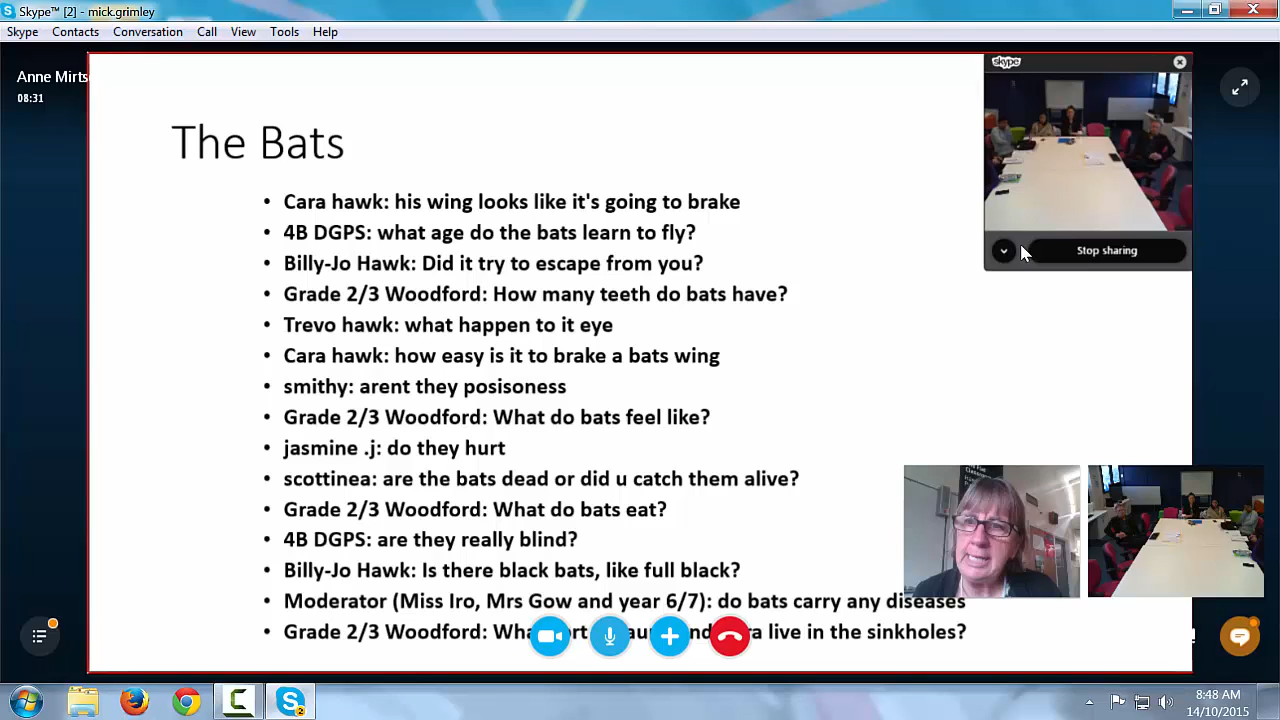 Skype™ [2] - mick.grimley
Skype Contacts Conversation Call View Tools Help
Anne Mirts
08:31
skype
Stop sharing
The Bats
• Cara hawk: his wing looks like it's going to brake
• 4B DGPS: what age do the bats learn to fly?
• Billy-Jo Hawk: Did it try to escape from you?
• Grade 2/3 Woodford: How many teeth do bats have?
• Trevo hawk: what happen to it eye
• Cara hawk: how easy is it to brake a bats wing
• smithy: arent they posisoness
• Grade 2/3 Woodford: What do bats feel like?
• jasmine .j: do they hurt
• scottinea: are the bats dead or did u catch them alive?
• Grade 2/3 Woodford: What do bats eat?
• 4B DGPS: are they really blind?
• Billy-Jo Hawk: Is there black bats, like full black?
• Moderator (Miss Iro, Mrs Gow and year 6/7): do bats carry any diseases
• Grade 2/3 Woodford: live in the sinkholes?
2
8:48 AM
14/10/2015